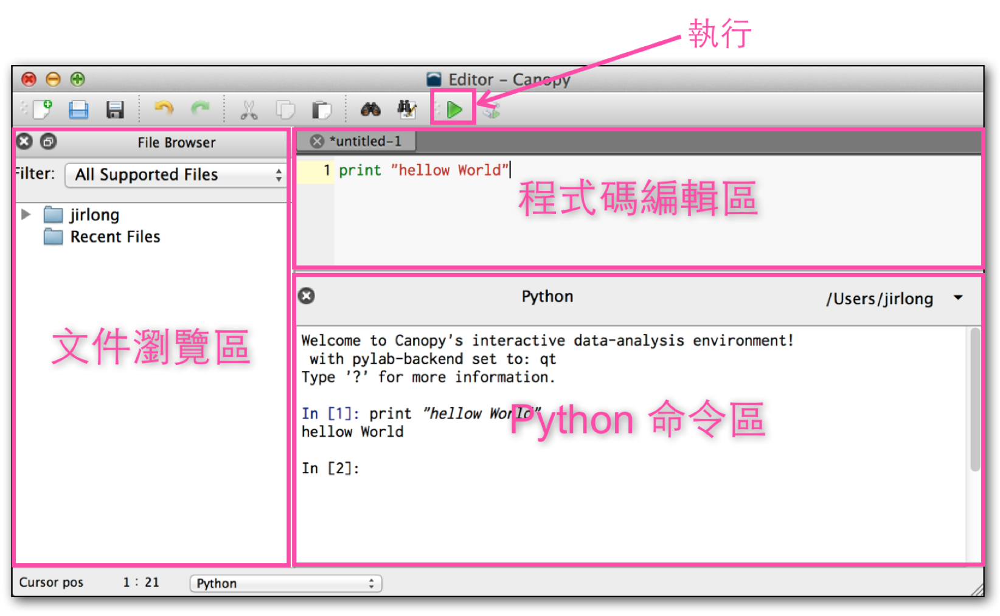 執行
Editor – Canopy
File Browser
Filter:
All Supported Files
jirlong
Recent Files
文件瀏覽區
*untitled-1
1 print "hellow World"
程式碼編輯區
Python
/Users/jirlong
Welcome to Canopy's interactive data-analysis environment!
with pylab-backend set to: qt
Type '?' for more information.
In [1]: print "hellow World"
hellow World
Python 命令區
In [2]:
Cursor pos 1 : 21 Python